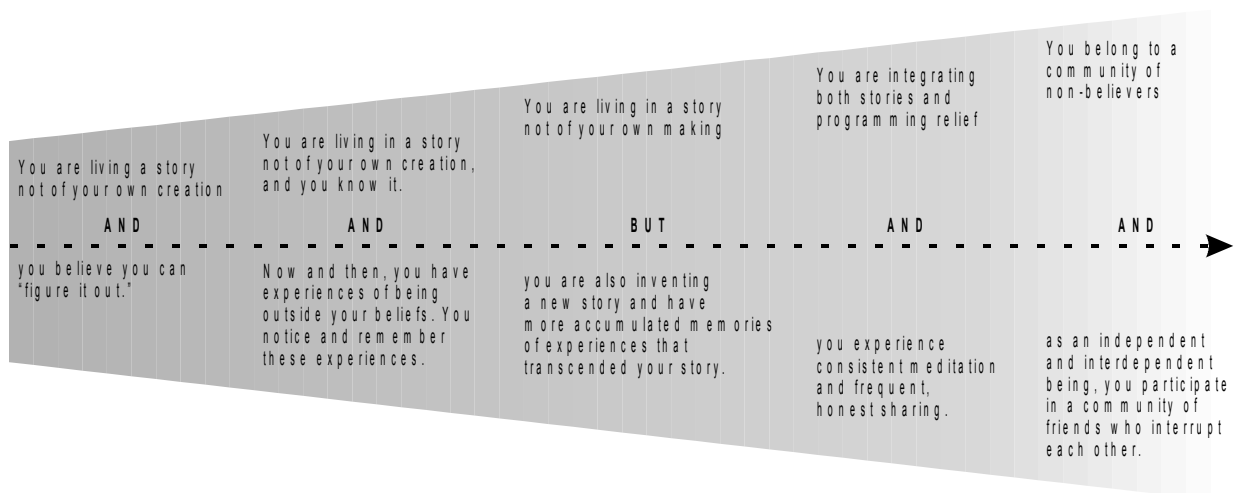 You are living a story
not of your own creation
AND
you believe you can
“figure it out.”
You are living in a story
not of your own creation,
and you know it.
AND
Now and then, you have
experiences of being
outside your beliefs. You
notice and remember
these experiences.
You are living in a story
not of your own making
BUT
you are also inventing
a new story and have
more accumulated memories
of experiences that
transcended your story.
You are integrating
both stories and
programming relief
AND
you experience
consistent meditation
and frequent,
honest sharing.
You belong to a
community of
non-believers
AND
as an independent
and interdependent
being, you participate
in a community of
friends who interrupt
each other.